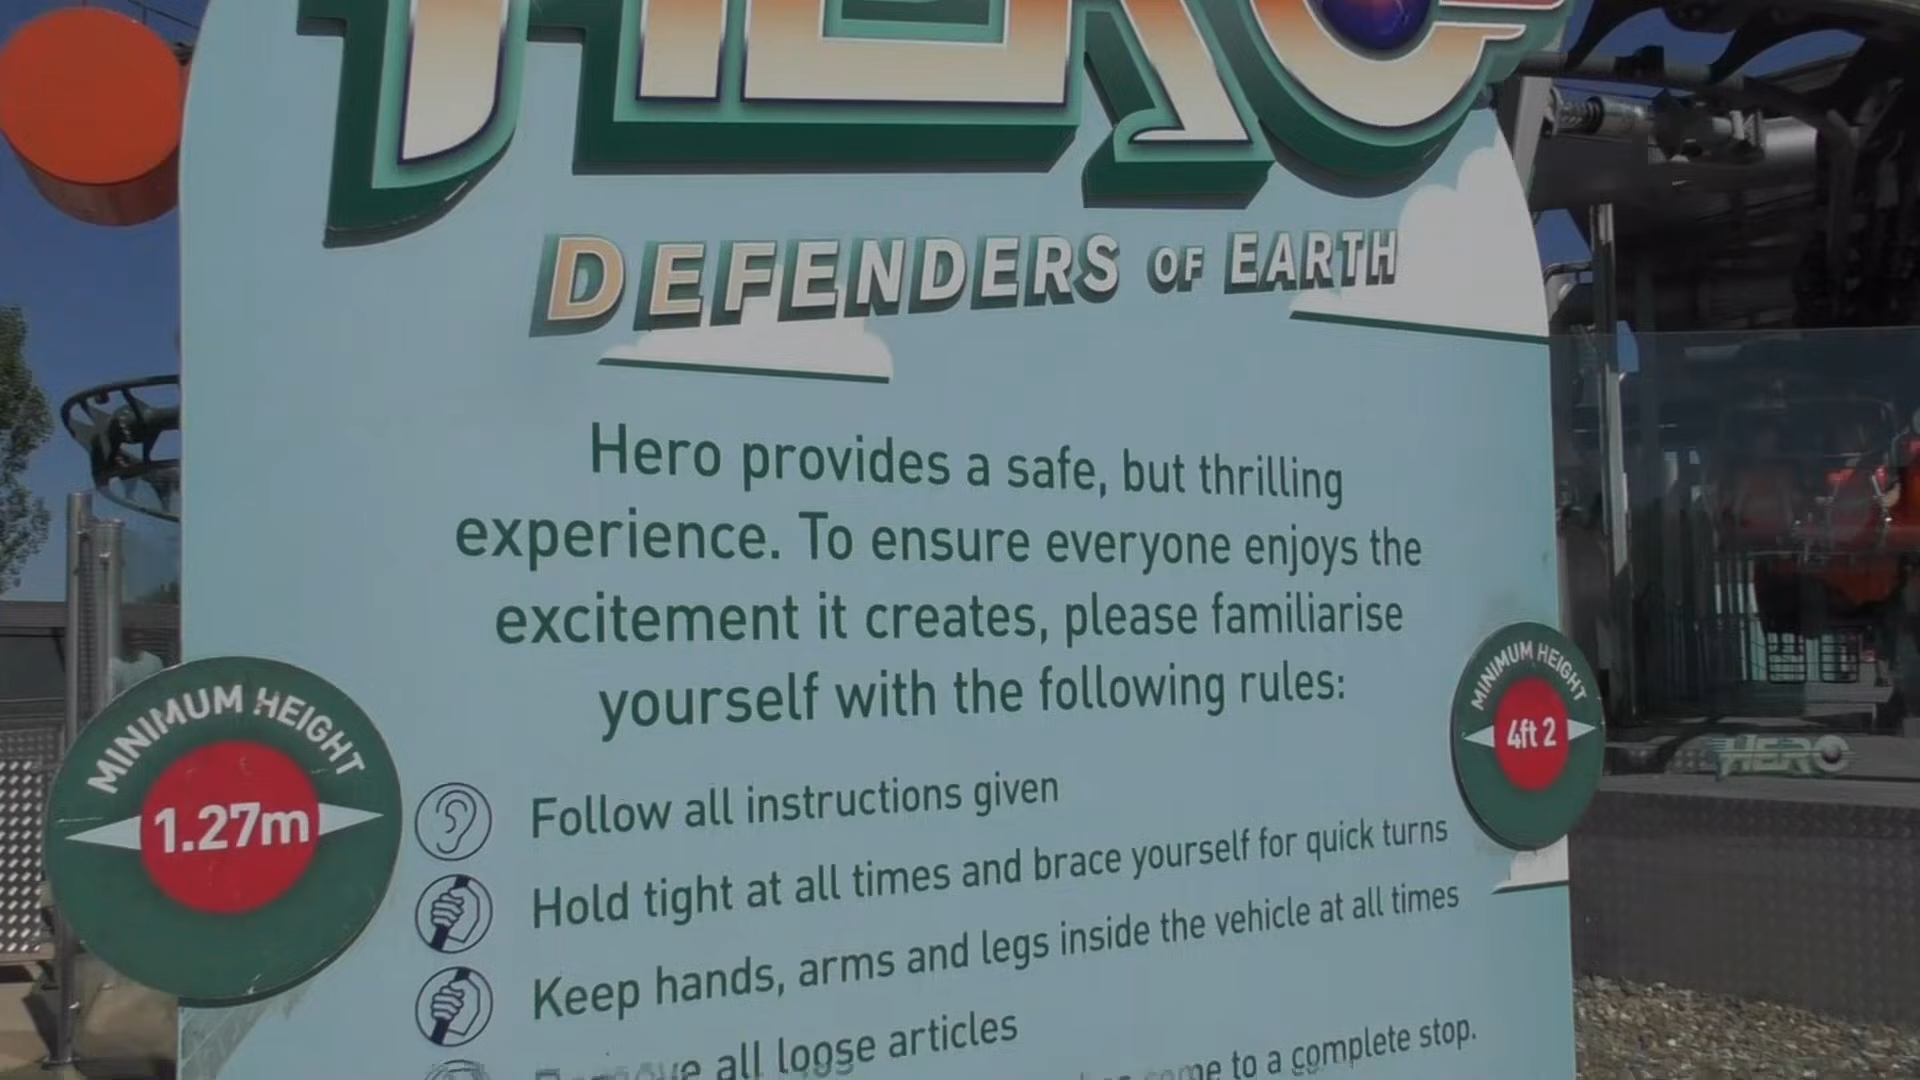 HERO
DEFENDERS OF EARTH
Hero provides a safe, but thrilling
experience. To ensure everyone enjoys the
excitement it creates, please familiarise
yourself with the following rules:
MINIMUM HEIGHT
1.27m
MINIMUM HEIGHT
4ft 2
Follow all instructions given
Hold tight at all times and brace yourself for quick turns
Keep hands, arms and legs inside the vehicle at all times
all loose articles
come to a complete stop.
HERO